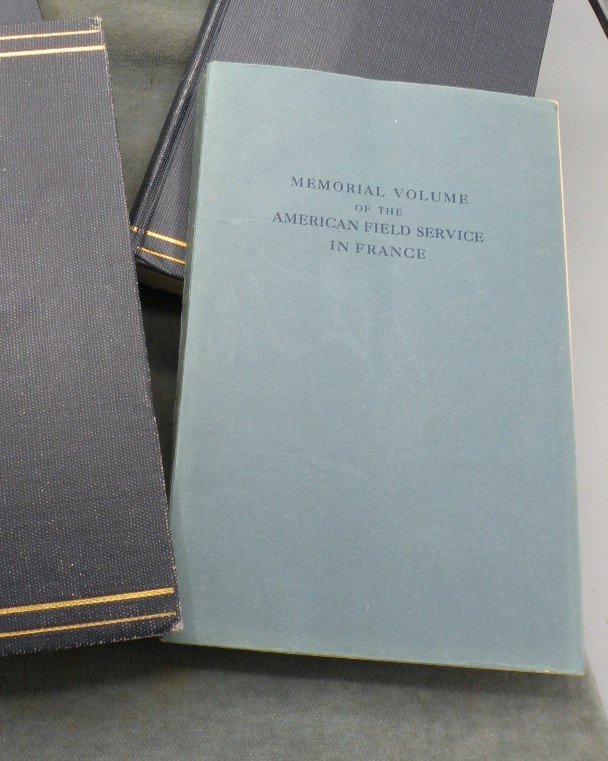 MEMORIAL VOLUME
OF THE
AMERICAN FIELD SERVICE
IN FRANCE